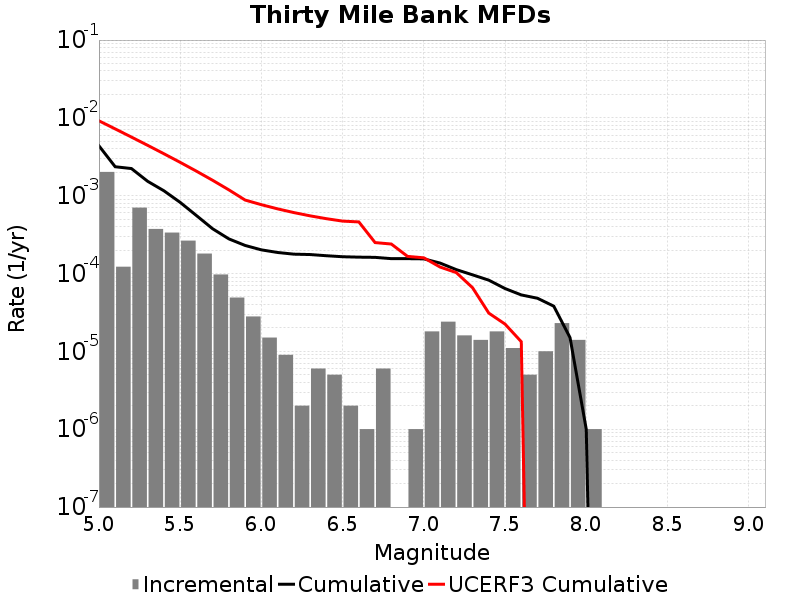 Thirty Mile Bank MFDs
10-1
10-2
10-3
10-4
10-5
10-6
10-7
Rate (1/yr)
5.0 5.5 6.0 6.5 7.0 7.5 8.0 8.5 9.0
Magnitude
Incremental Cumulative UCERF3 Cumulative